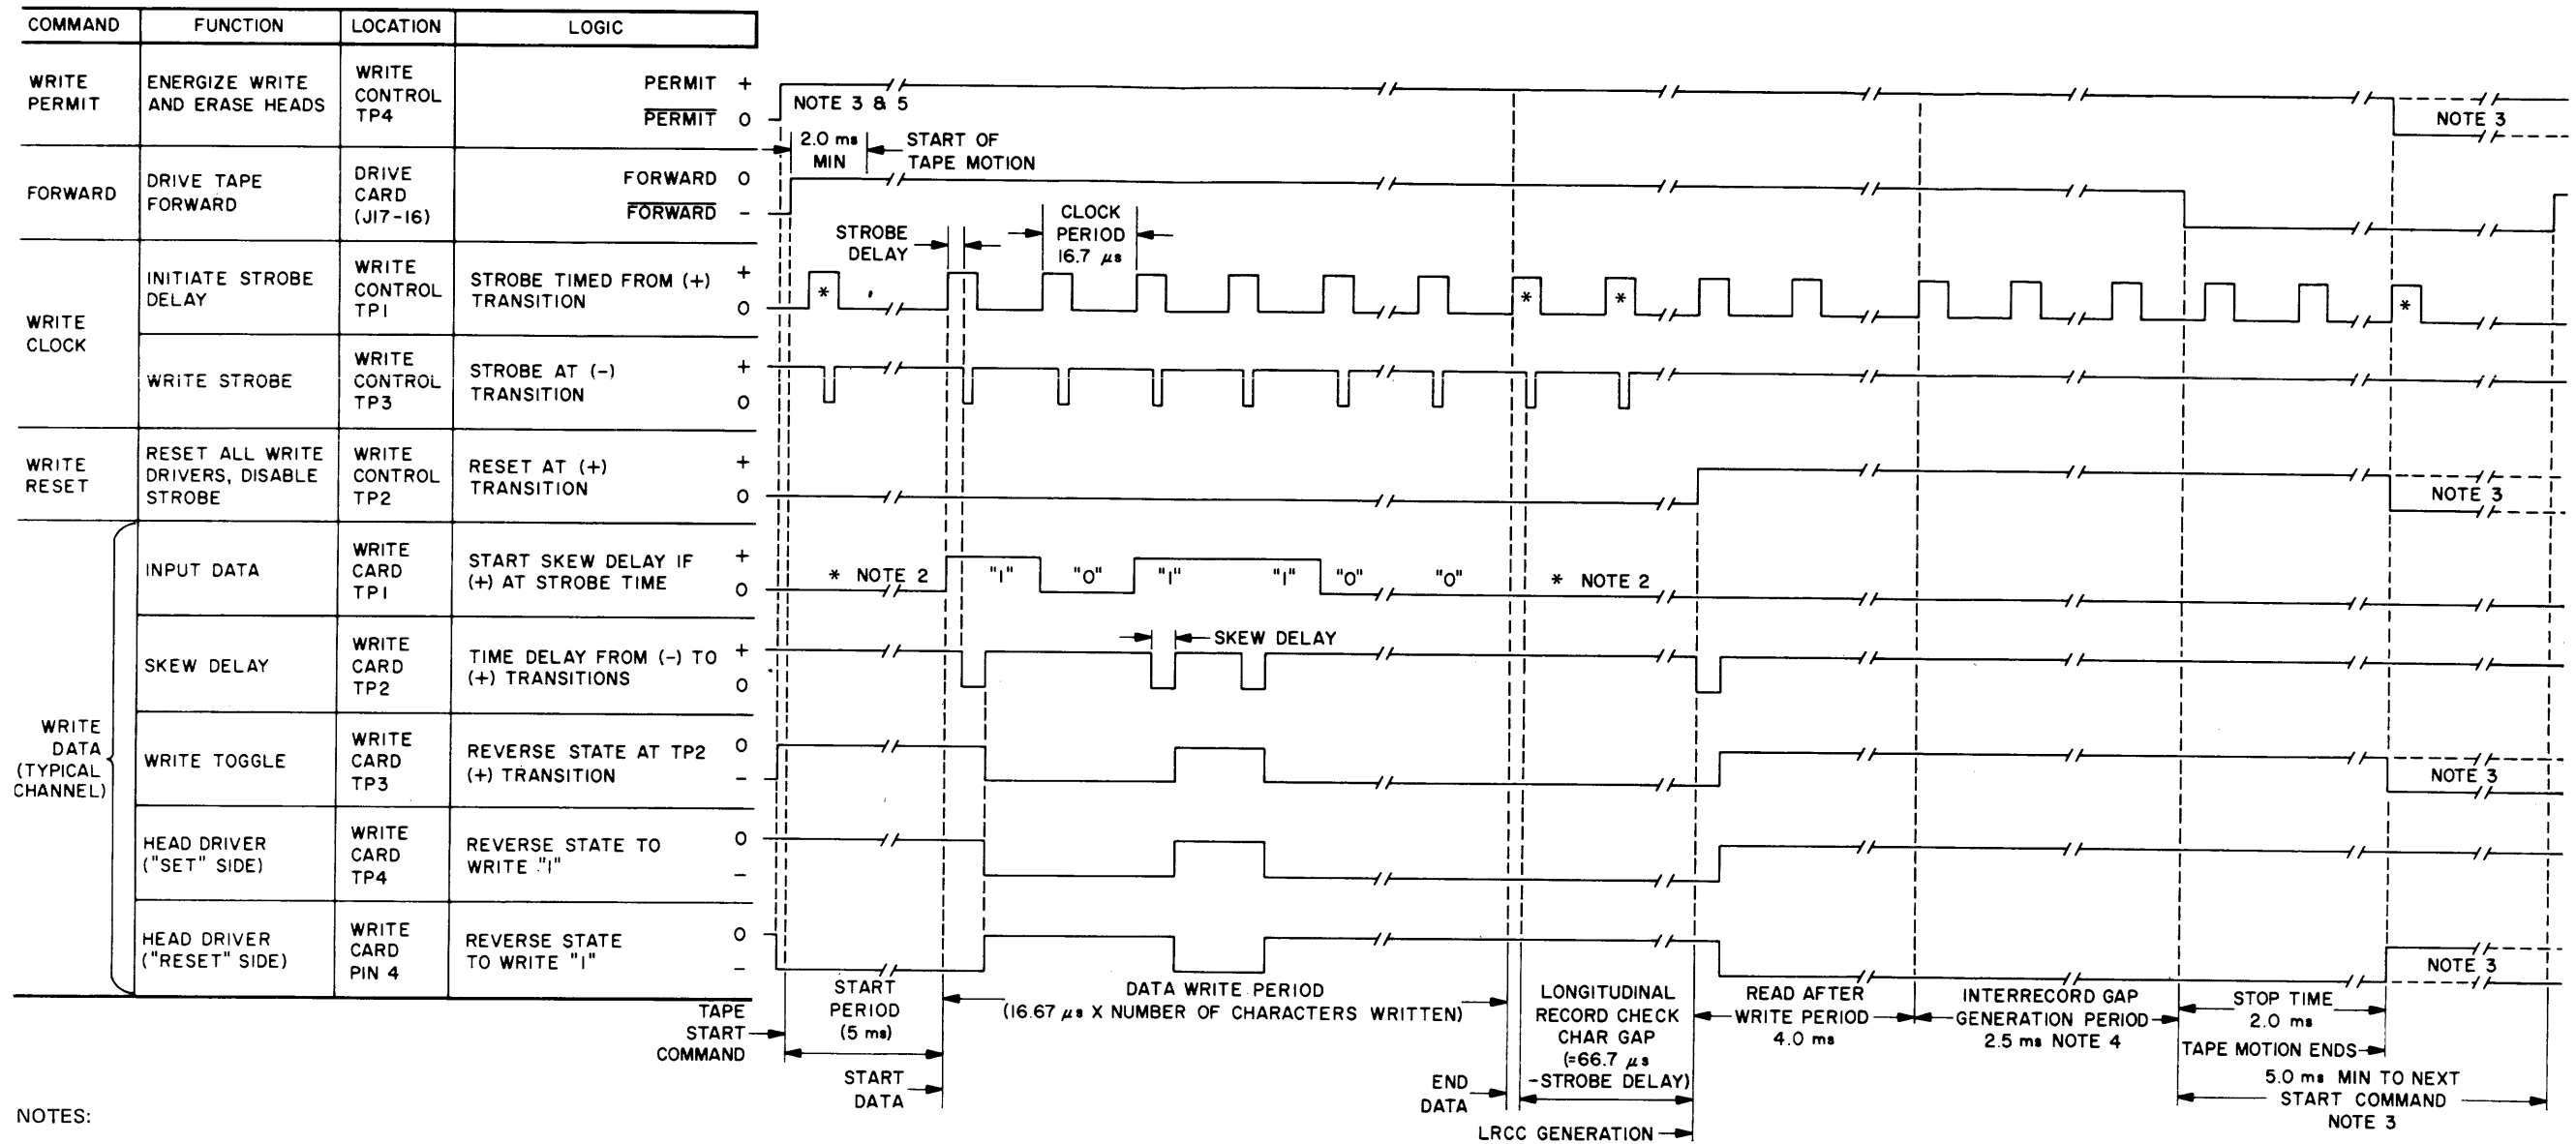 COMMAND FUNCTION LOCATION LOGIC
WRITE
PERMIT
ENERGIZE WRITE
AND ERASE HEADS
WRITE
CONTROL
TP4
PERMIT +
PERMIT 0
NOTE 3 & 5
NOTE 3
2.0 ms
MIN
START OF
TAPE MOTION
FORWARD
DRIVE TAPE
FORWARD
DRIVE
CARD
(J17-16)
FORWARD 0
FORWARD -
STROBE
DELAY
CLOCK
PERIOD
16.7 μs
WRITE
CLOCK
INITIATE STROBE
DELAY
WRITE
CONTROL
TP1
STROBE TIMED FROM (+)
TRANSITION
+
0
* * * *
WRITE STROBE
WRITE
CONTROL
TP3
STROBE AT (-)
TRANSITION
+
0
WRITE
RESET
RESET ALL WRITE
DRIVERS, DISABLE
STROBE
WRITE
CONTROL
TP2
RESET AT (+)
TRANSITION
+
0
NOTE 3
WRITE
DATA
(TYPICAL
CHANNEL)
INPUT DATA
WRITE
CARD
TP1
START SKEW DELAY IF
(+) AT STROBE TIME
+
0
* NOTE 2 "1" "0" "1" "1" "0" "0" * NOTE 2
SKEW DELAY
WRITE
CARD
TP2
TIME DELAY FROM (-) TO
(+) TRANSITIONS
+
0
SKEW DELAY
WRITE TOGGLE
WRITE
CARD
TP3
REVERSE STATE AT TP2
(+) TRANSITION
0
-
NOTE 3
HEAD DRIVER
("SET" SIDE)
WRITE
CARD
TP4
REVERSE STATE TO
WRITE "1"
0
-
HEAD DRIVER
("RESET" SIDE)
WRITE
CARD
PIN 4
REVERSE STATE
TO WRITE "1"
0
-
NOTE 3
TAPE
START
COMMAND
START
PERIOD
(5 ms)
START
DATA
DATA WRITE PERIOD
(16.67 μs X NUMBER OF CHARACTERS WRITTEN)
END
DATA
LONGITUDINAL
RECORD CHECK
CHAR GAP
(=66.7 μs
-STROBE DELAY)
LRCC GENERATION
READ AFTER
WRITE PERIOD
4.0 ms
INTERRECORD GAP
GENERATION PERIOD
2.5 ms NOTE 4
STOP TIME
2.0 ms
TAPE MOTION ENDS
5.0 ms MIN TO NEXT
START COMMAND
NOTE 3
NOTES: